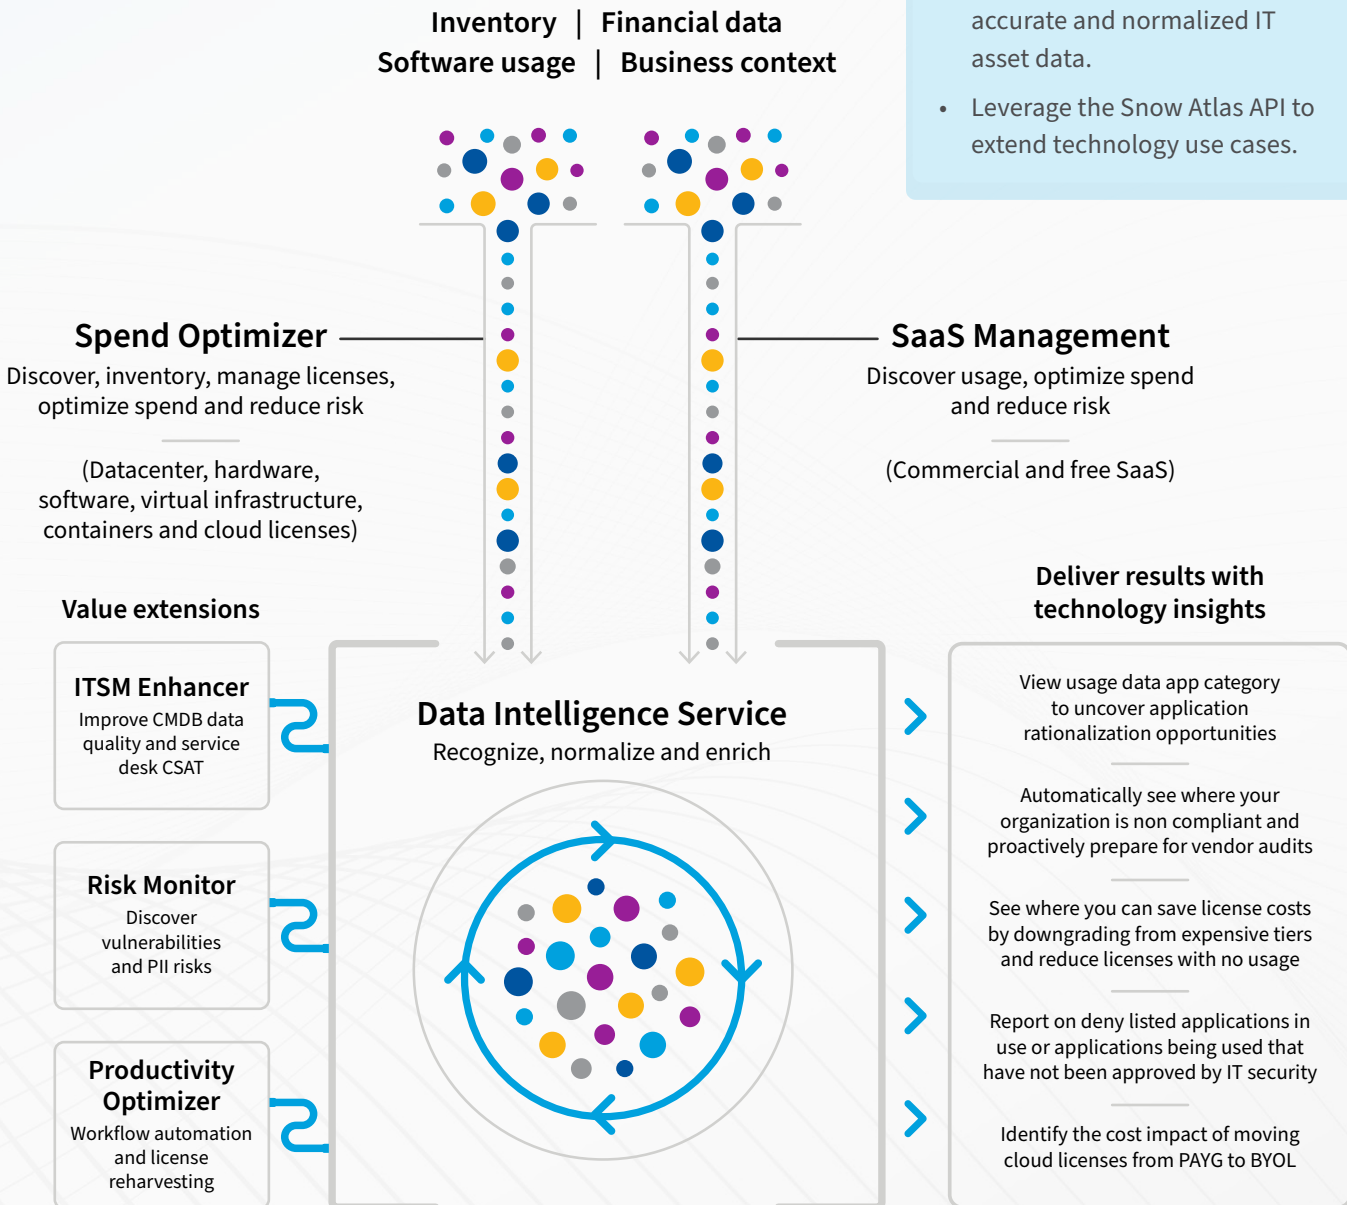 Inventory | Financial data
Software usage | Business context
accurate and normalized IT
asset data.
• Leverage the Snow Atlas API to
extend technology use cases.
Spend Optimizer
Discover, inventory, manage licenses,
optimize spend and reduce risk
(Datacenter, hardware,
software, virtual infrastructure,
containers and cloud licenses)
SaaS Management
Discover usage, optimize spend
and reduce risk
(Commercial and free SaaS)
Value extensions
ITSM Enhancer
Improve CMDB data
quality and service
desk CSAT
Risk Monitor
Discover
vulnerabilities
and PII risks
Productivity
Optimizer
Workflow automation
and license
reharvesting
Data Intelligence Service
Recognize, normalize and enrich
Deliver results with
technology insights
View usage data app category
to uncover application
rationalization opportunities
Automatically see where your
organization is non compliant and
proactively prepare for vendor audits
See where you can save license costs
by downgrading from expensive tiers
and reduce licenses with no usage
Report on deny listed applications in
use or applications being used that
have not been approved by IT security
Identify the cost impact of moving
cloud licenses from PAYG to BYOL